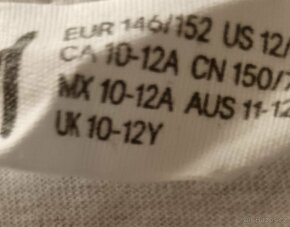 EUR 146/152 US 12/
CA 10-12A CN 150/7
MX 10-12A AUS 11-12
UK 10-12Y